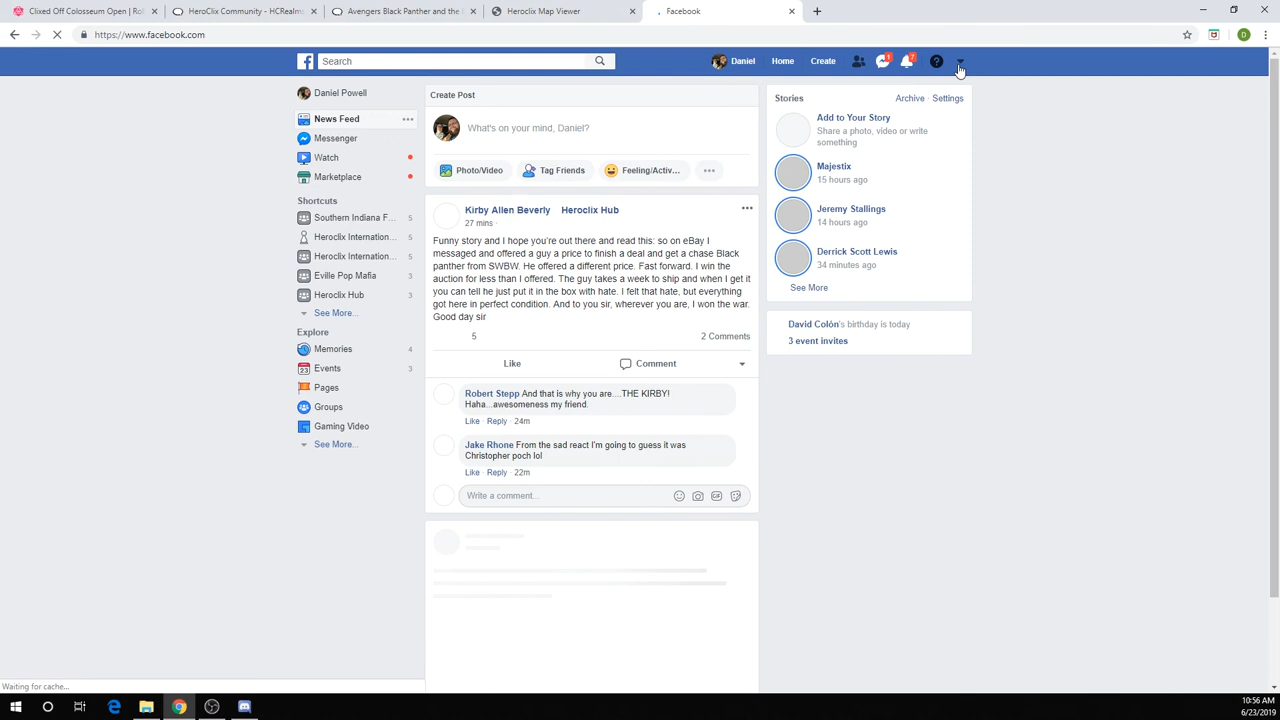 Clixed Off Colosseum Open | Rol
HeroClix Community - HCRealms
Avengers Black Panther and the
Heroclix Map Viewer
Facebook
https://www.facebook.com
D
Search
Daniel
Home
Create
1
7
Daniel Powell
News Feed
Messenger
Watch
Marketplace
Shortcuts
Southern Indiana F... 5
Heroclix Internation... 5
Heroclix Internation... 5
Eville Pop Mafia 3
Heroclix Hub 3
See More...
Explore
Memories 4
Events 3
Pages
Groups
Gaming Video
See More...
Create Post
What's on your mind, Daniel?
Photo/Video
Tag Friends
Feeling/Activ...
Kirby Allen Beverly Heroclix Hub
27 mins ·
Funny story and I hope you're out there and read this: so on eBay I
messaged and offered a guy a price to finish a deal and get a chase Black
panther from SWBW. He offered a different price. Fast forward. I win the
auction for less than I offered. The guy takes a week to ship and when I get it
you can tell he just put it in the box with hate. I felt that hate, but everything
got here in perfect condition. And to you sir, wherever you are, I won the war.
Good day sir
5
2 Comments
Like
Comment
Robert Stepp And that is why you are....THE KIRBY!
Haha...awesomeness my friend.
Like · Reply · 24m
Jake Rhone From the sad react I'm going to guess it was
Christopher poch lol
Like · Reply · 22m
Write a comment...
GIF
Stories
Archive · Settings
Add to Your Story
Share a photo, video or write
something
Majestix
15 hours ago
Jeremy Stallings
14 hours ago
Derrick Scott Lewis
34 minutes ago
See More
David Colón's birthday is today
3 event invites
Waiting for cache...
10:56 AM
6/23/2019